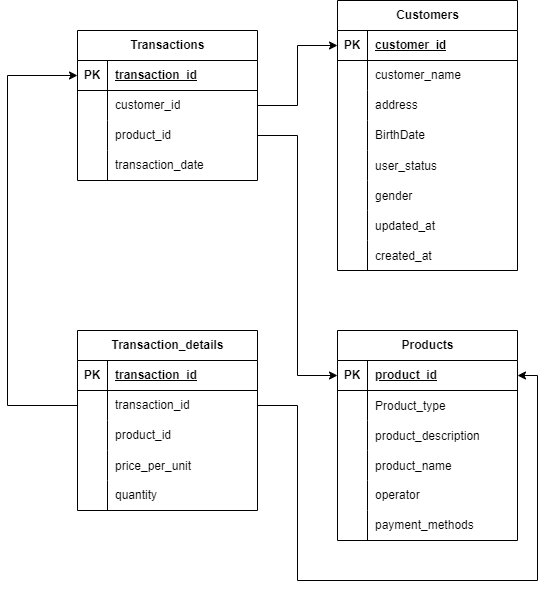 Transactions
PK transaction_id
customer_id
product_id
transaction_date
Customers
PK customer_id
customer_name
address
BirthDate
user_status
gender
updated_at
created_at
Transaction_details
PK transaction_id
transaction_id
product_id
price_per_unit
quantity
Products
PK product_id
Product_type
product_description
product_name
operator
payment_methods